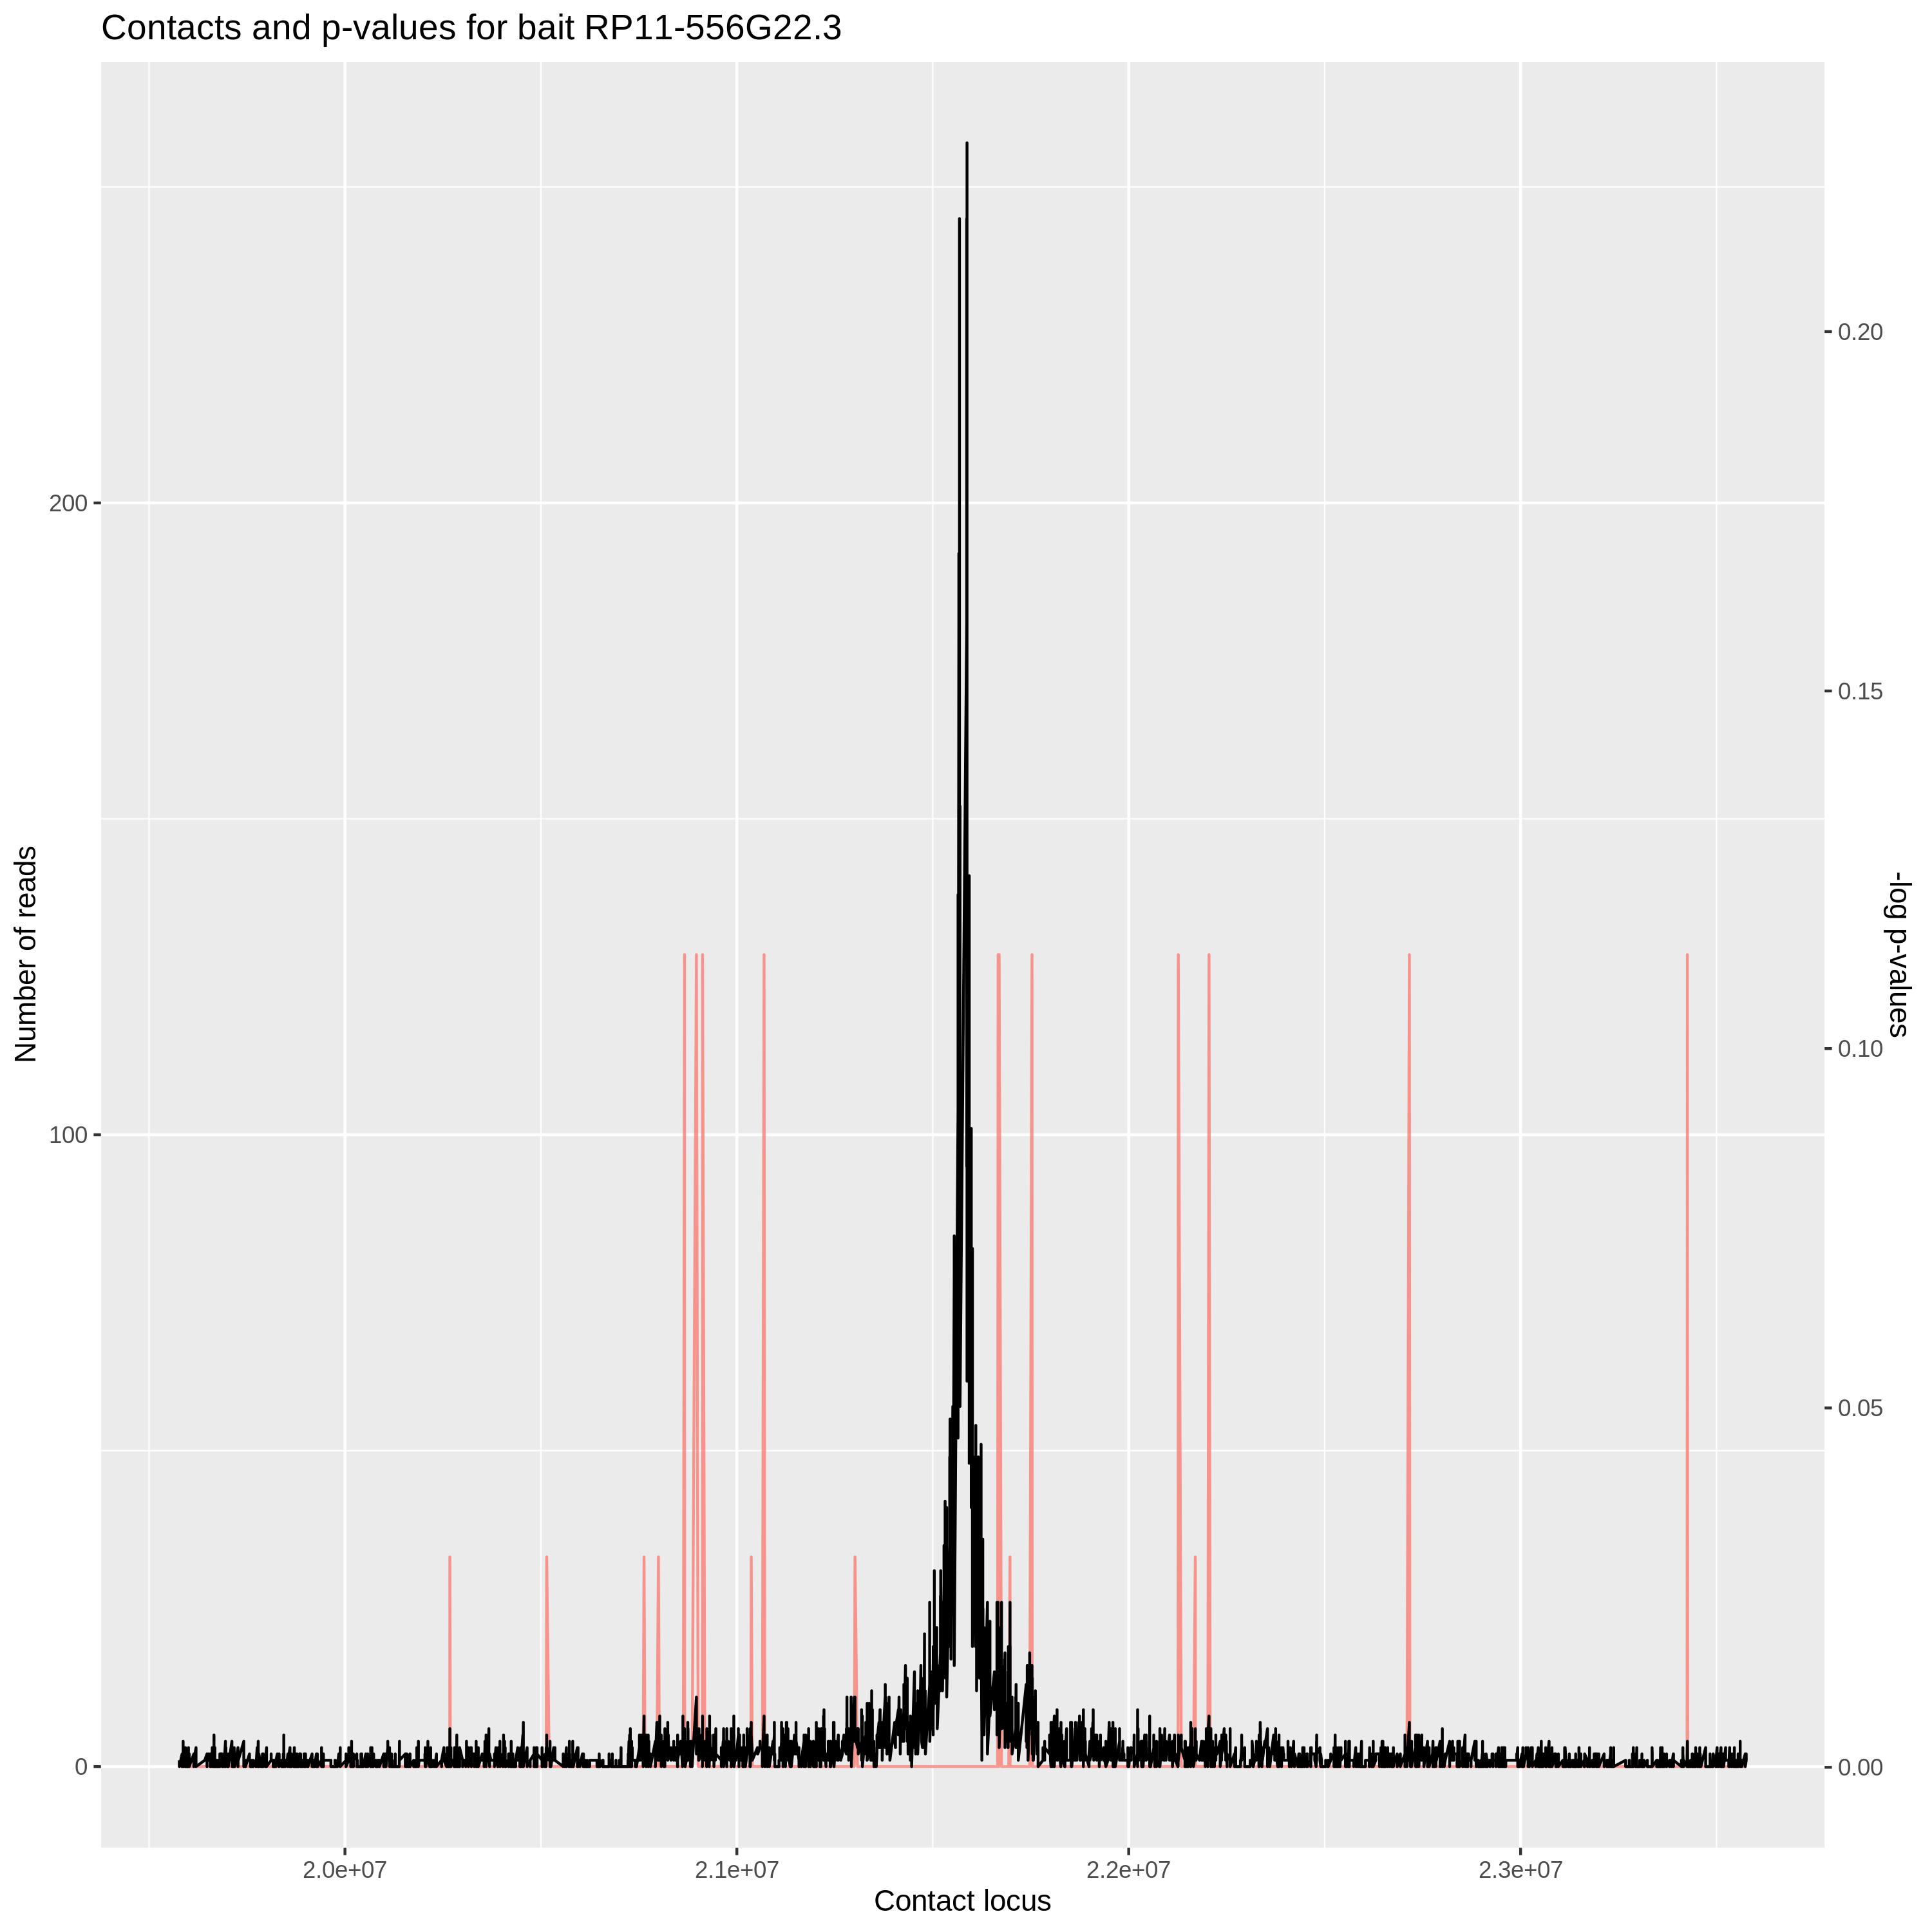 Contacts and p-values for bait RP11-556G22.3
Number of reads
200
100
0
0.20
0.15
0.10
0.05
0.00
-log p-values
2.0e+07
2.1e+07
2.2e+07
2.3e+07
Contact locus